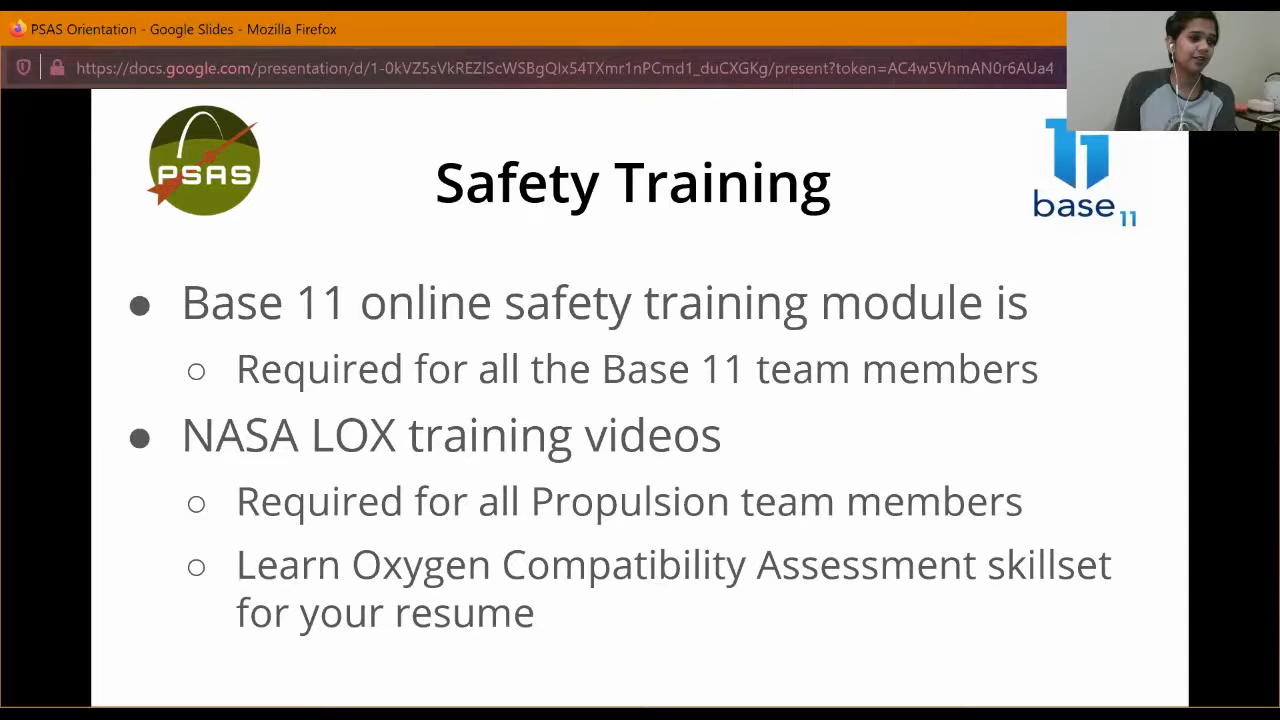 PSAS Orientation - Google Slides - Mozilla Firefox
https://docs.google.com/presentation/d/1-0kVZ5sVkREZIScWSBgQIx54TXmr1nPCmd1_duCXGKg/present?token=AC4w5VhmAN0r6AUa4
PSAS
Safety Training
11
base 11
● Base 11 online safety training module is
○ Required for all the Base 11 team members
● NASA LOX training videos
○ Required for all Propulsion team members
○ Learn Oxygen Compatibility Assessment skillset
for your resume